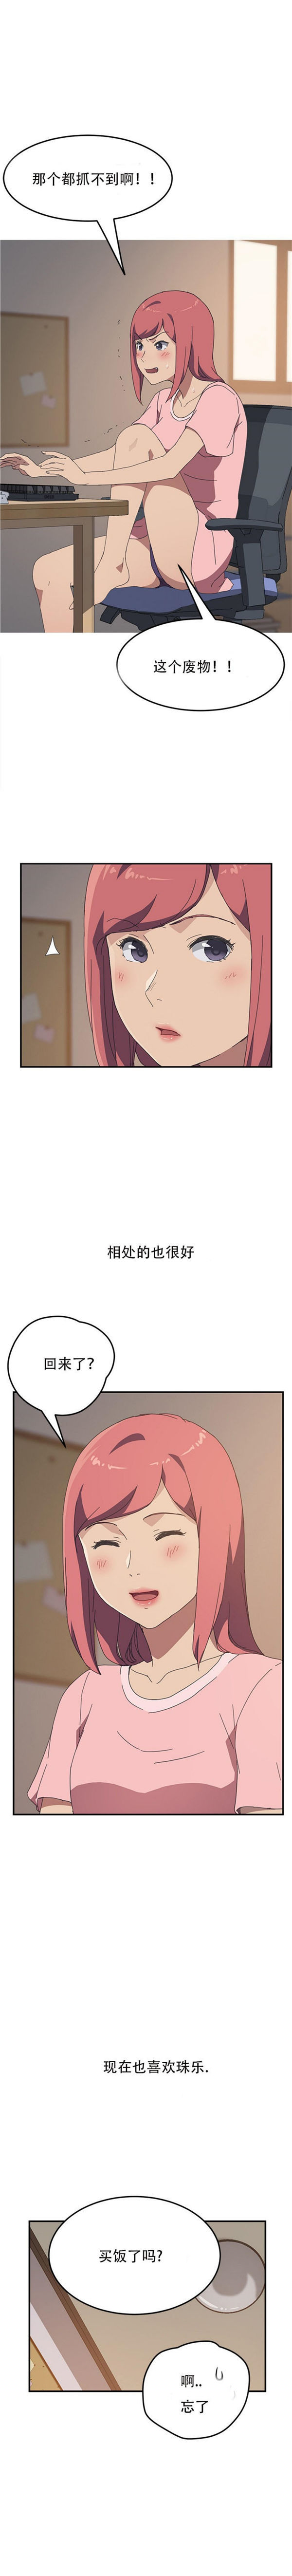 那个都抓不到啊！！
这个废物！！
相处的也很好
回来了?
现在也喜欢珠乐.
买饭了吗?
啊..
忘了